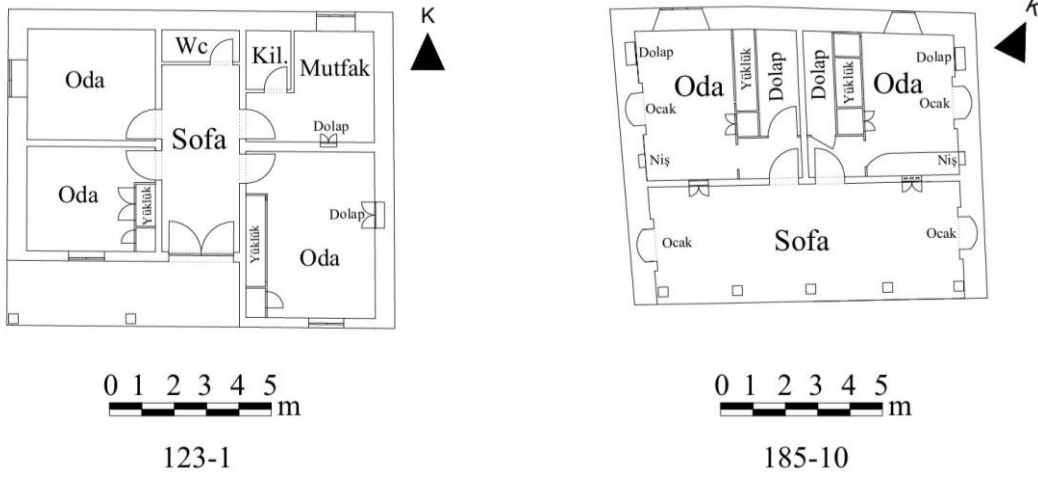 K
Wc
Kil.
Mutfak
Oda
Dolap
Sofa
Oda
Yüklük
Dolap
Yüklük
Oda
0 1 2 3 4 5
m
123-1
K
Dolap
Oda
Yüklük
Dolap
Dolap
Yüklük
Oda
Dolap
Ocak
Ocak
Niş
Niş
Ocak
Sofa
Ocak
0 1 2 3 4 5
m
185-10